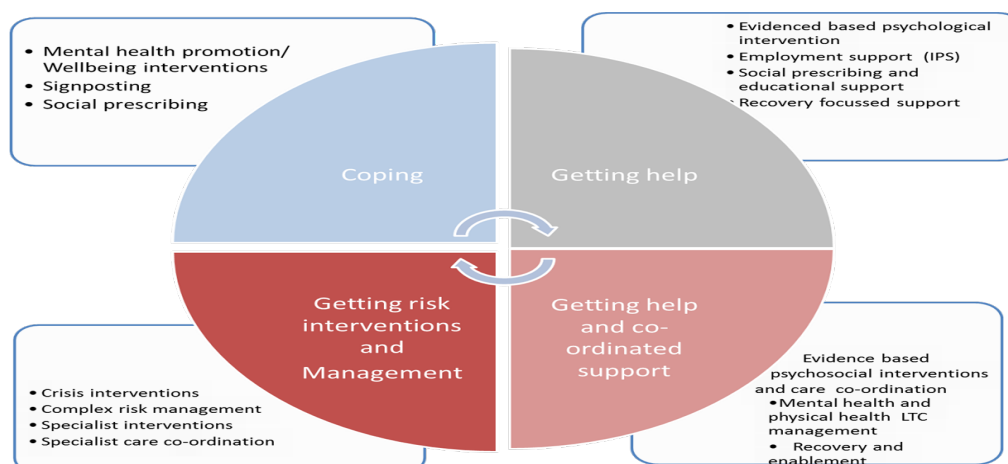 • Mental health promotion/
Wellbeing interventions
• Signposting
• Social prescribing
• Evidenced based psychological
intervention
• Employment support (IPS)
• Social prescribing and
educational support
• Recovery focussed support
Coping
Getting help
Getting risk
interventions
and
Management
Getting help
and co-
ordinated
support
• Crisis interventions
• Complex risk management
• Specialist interventions
• Specialist care co-ordination
Evidence based
psychosocial interventions
and care co-ordination
•Mental health and
physical health LTC
management
• Recovery and
enablement